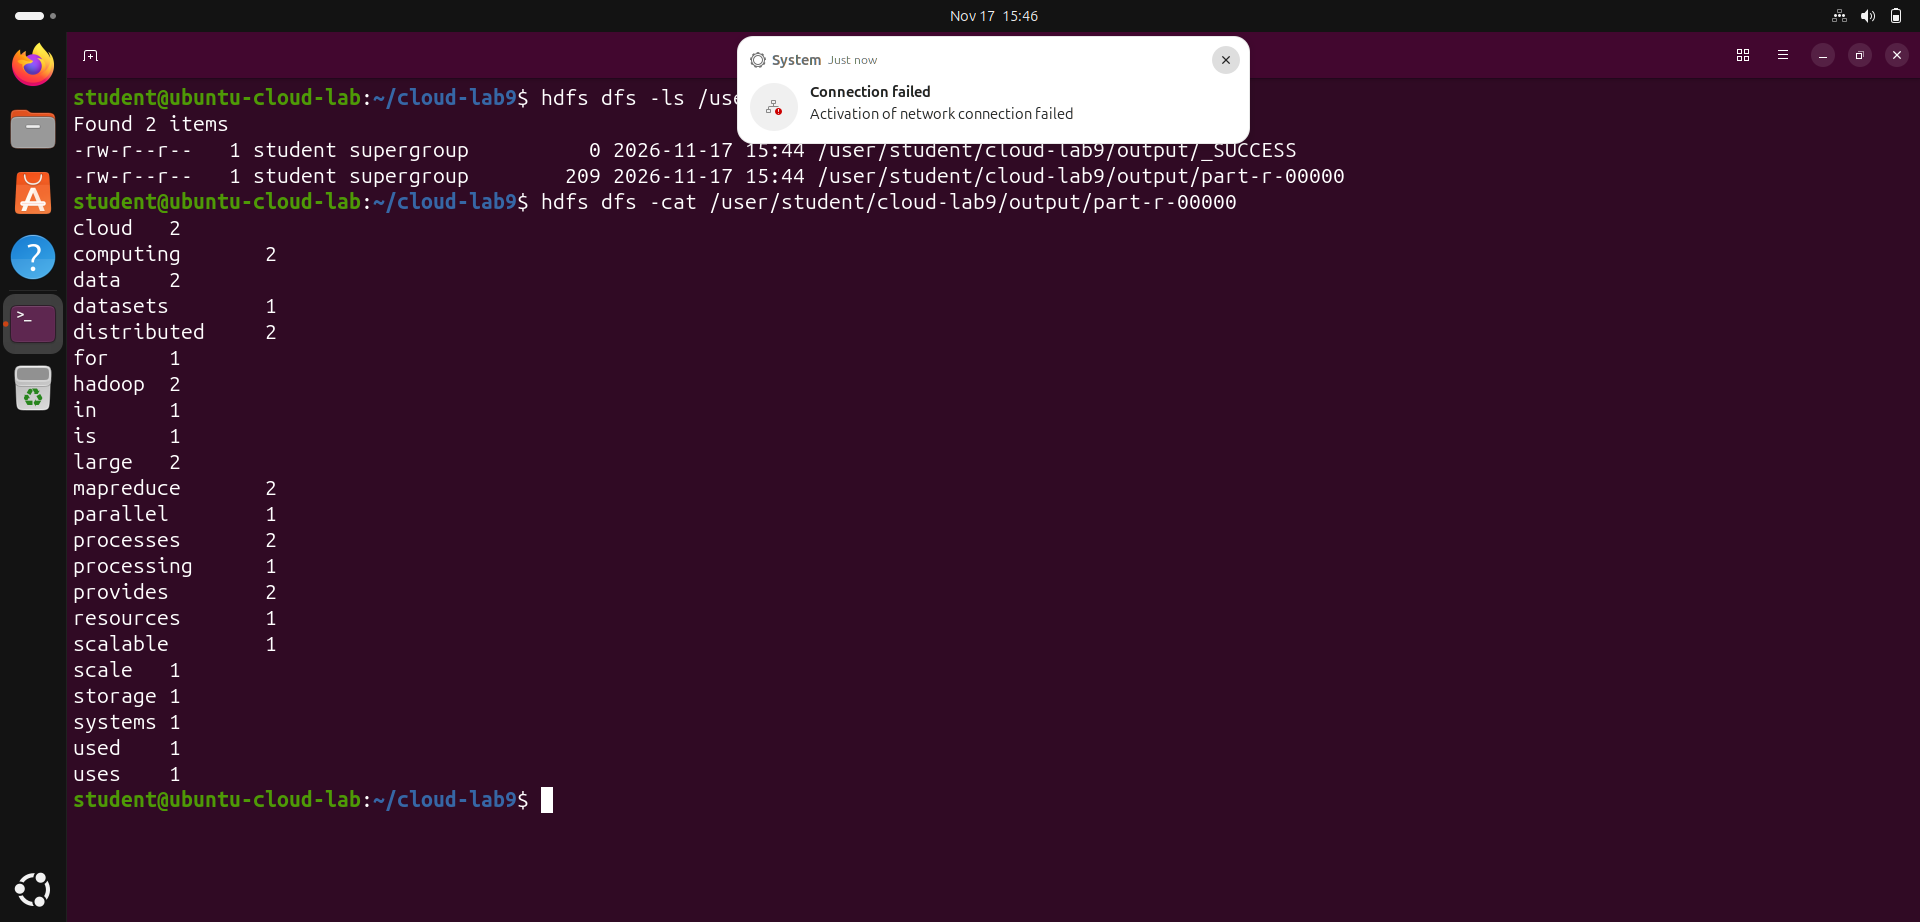 Nov 17 15:46
System Just now
Connection failed
Activation of network connection failed
student@ubuntu-cloud-lab:~/cloud-lab9$ hdfs dfs -ls
Found 2 items
-rw-r--r-- 1 student supergroup 0 2026-11-17 15:44 /user/student/cloud-lab9/output/_SUCCESS
-rw-r--r-- 1 student supergroup 209 2026-11-17 15:44 /user/student/cloud-lab9/output/part-r-00000
student@ubuntu-cloud-lab:~/cloud-lab9$ hdfs dfs -cat /user/student/cloud-lab9/output/part-r-00000
cloud 2
computing 2
data 2
datasets 1
distributed 2
for 1
hadoop 2
in 1
is 1
large 2
mapreduce 2
parallel 1
processes 2
processing 1
provides 2
resources 1
scalable 1
scale 1
storage 1
systems 1
used 1
uses 1
student@ubuntu-cloud-lab:~/cloud-lab9$